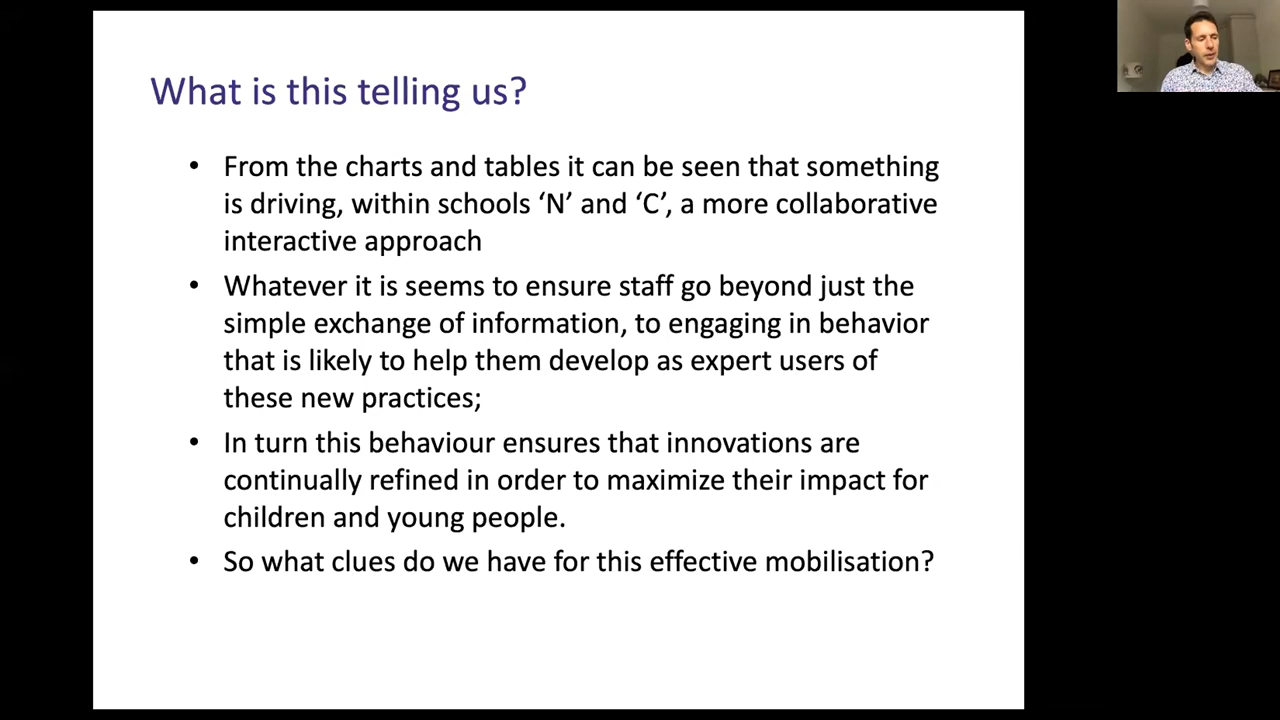 What is this telling us?
• From the charts and tables it can be seen that something
is driving, within schools ‘N’ and ‘C’, a more collaborative
interactive approach
• Whatever it is seems to ensure staff go beyond just the
simple exchange of information, to engaging in behavior
that is likely to help them develop as expert users of
these new practices;
• In turn this behaviour ensures that innovations are
continually refined in order to maximize their impact for
children and young people.
• So what clues do we have for this effective mobilisation?